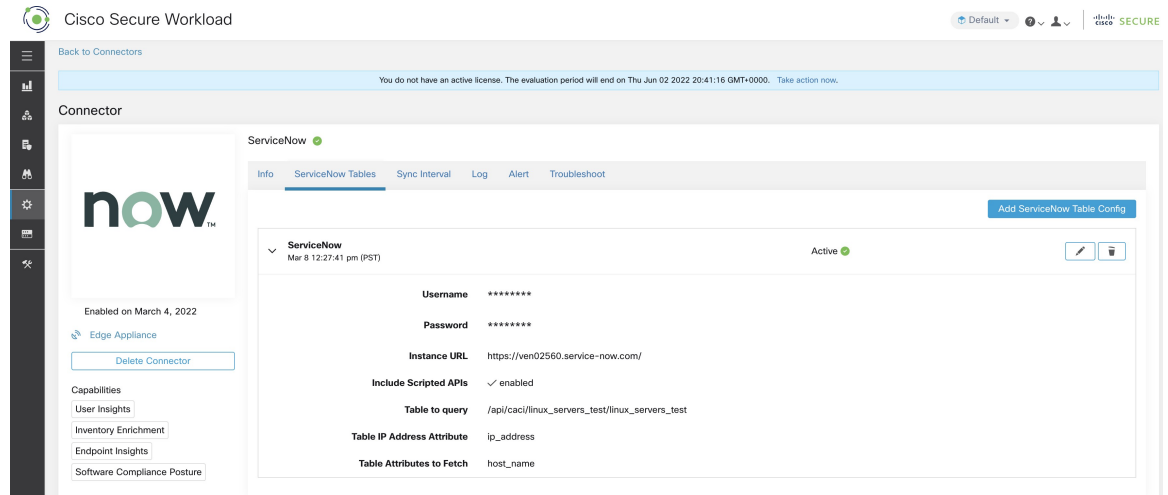 Cisco Secure Workload
Default
cisco SECURE
Back to Connectors
You do not have an active license. The evaluation period will end on Thu Jun 02 2022 20:41:16 GMT+0000. Take action now.
Connector
now™
Enabled on March 4, 2022
Edge Appliance
Delete Connector
Capabilities
User Insights
Inventory Enrichment
Endpoint Insights
Software Compliance Posture
ServiceNow
Info ServiceNow Tables Sync Interval Log Alert Troubleshoot
Add ServiceNow Table Config
ServiceNow Active
Mar 8 12:27:41 pm (PST)
Username ********
Password ********
Instance URL https://ven02560.service-now.com/
Include Scripted APIs ✓ enabled
Table to query /api/caci/linux_servers_test/linux_servers_test
Table IP Address Attribute ip_address
Table Attributes to Fetch host_name